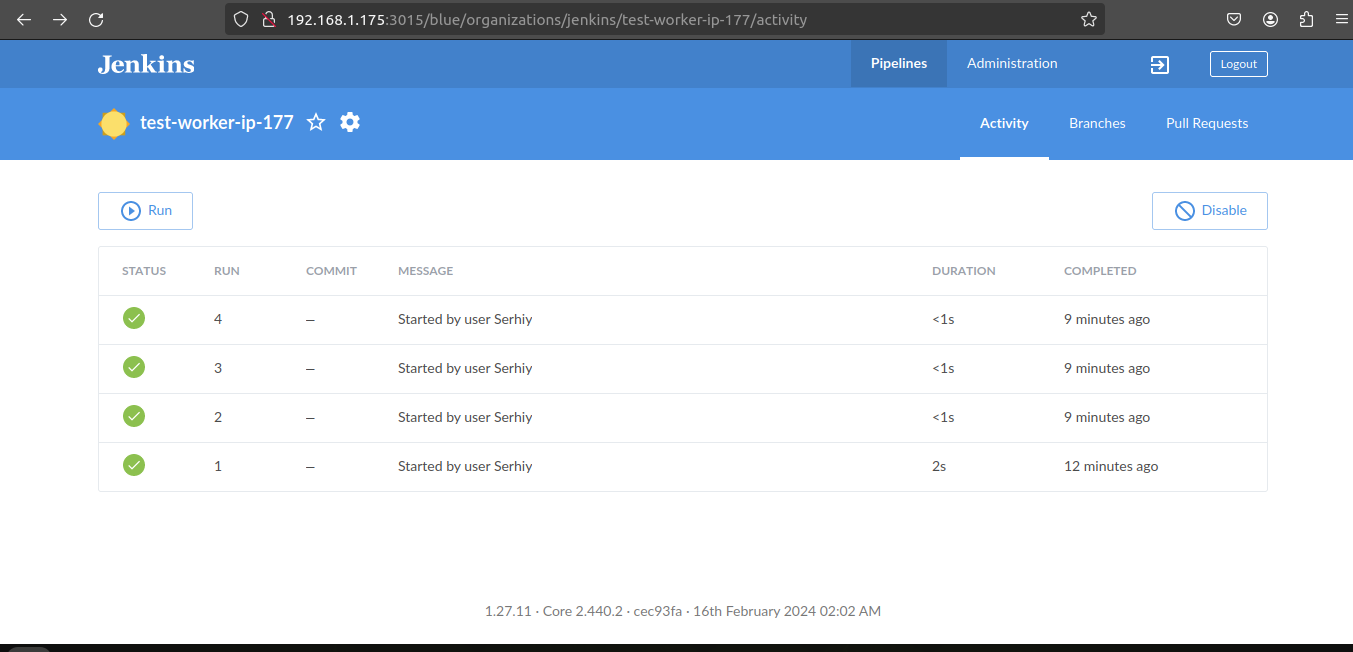 192.168.1.175:3015/blue/organizations/jenkins/test-worker-ip-177/activity
Jenkins
Pipelines
Administration
Logout
test-worker-ip-177
Activity
Branches
Pull Requests
Run
Disable
STATUS RUN COMMIT MESSAGE DURATION COMPLETED
4 – Started by user Serhiy <1s 9 minutes ago
3 – Started by user Serhiy <1s 9 minutes ago
2 – Started by user Serhiy <1s 9 minutes ago
1 – Started by user Serhiy 2s 12 minutes ago
1.27.11 · Core 2.440.2 · cec93fa · 16th February 2024 02:02 AM